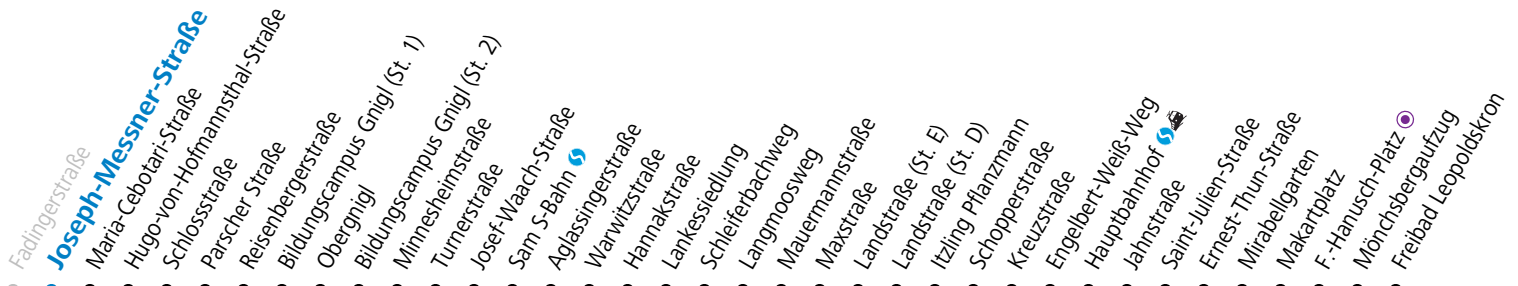 Fadingerstraße
Joseph-Messner-Straße
Maria-Cebotari-Straße
Hugo-von-Hofmannsthal-Straße
Schlossstraße
Parscher Straße
Reisenbergerstraße
Bildungscampus Gnigl (St. 1)
Obergnigl
Bildungscampus Gnigl (St. 2)
Minnesheimstraße
Turnerstraße
Josef-Waach-Straße
Sam S-Bahn
Aglassingerstraße
Warwitzstraße
Hannakstraße
Lankessiedlung
Schleiferbachweg
Langmoosweg
Mauermannstraße
Maxstraße
Landstraße (St. E)
Landstraße (St. D)
Itzling Pflanzmann
Schopperstraße
Kreuzstraße
Engelbert-Weiß-Weg
Hauptbahnhof
Jahnstraße
Saint-Julien-Straße
Ernest-Thun-Straße
Mirabellgarten
Makartplatz
F.-Hanusch-Platz
Mönchsbergaufzug
Freibad Leopoldskron